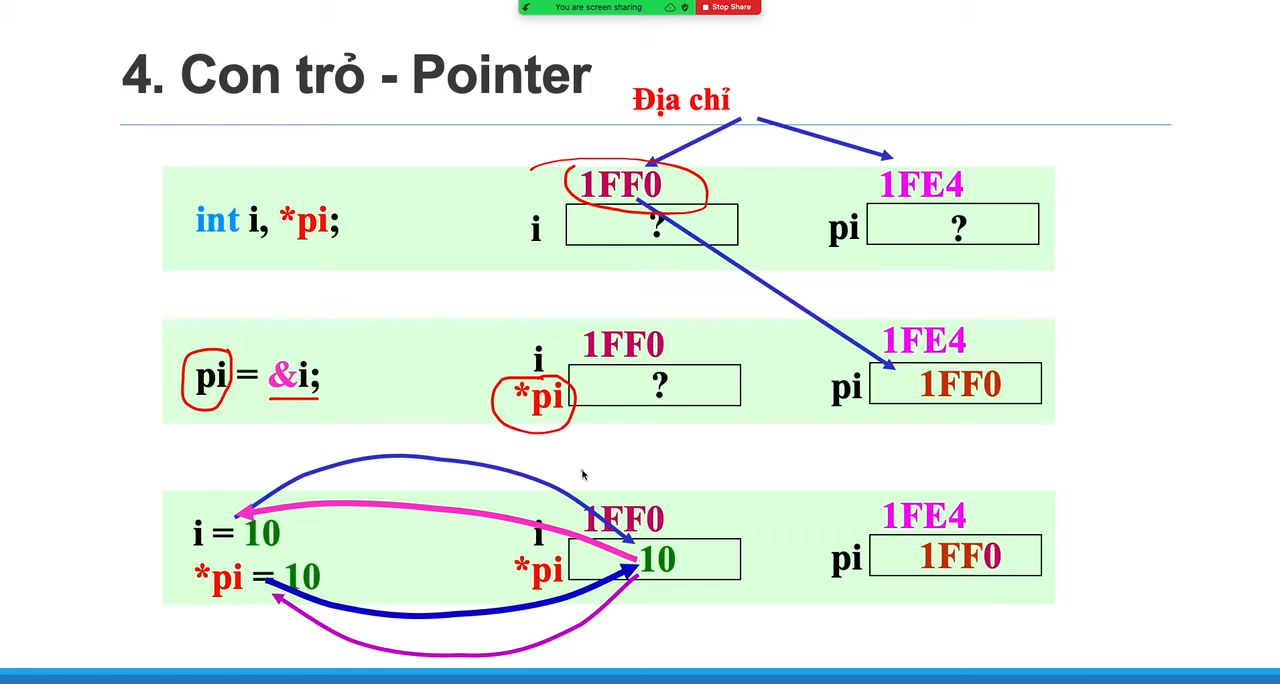 You are screen sharing Stop Share
4. Con trỏ - Pointer
Địa chỉ
1FF0 1FE4
int i, *pi; i ? pi ?
1FF0 1FE4
pi = &i; i
*pi ? pi 1FF0
1FF0 1FE4
i = 10 i
*pi = 10 *pi 10 pi 1FF0